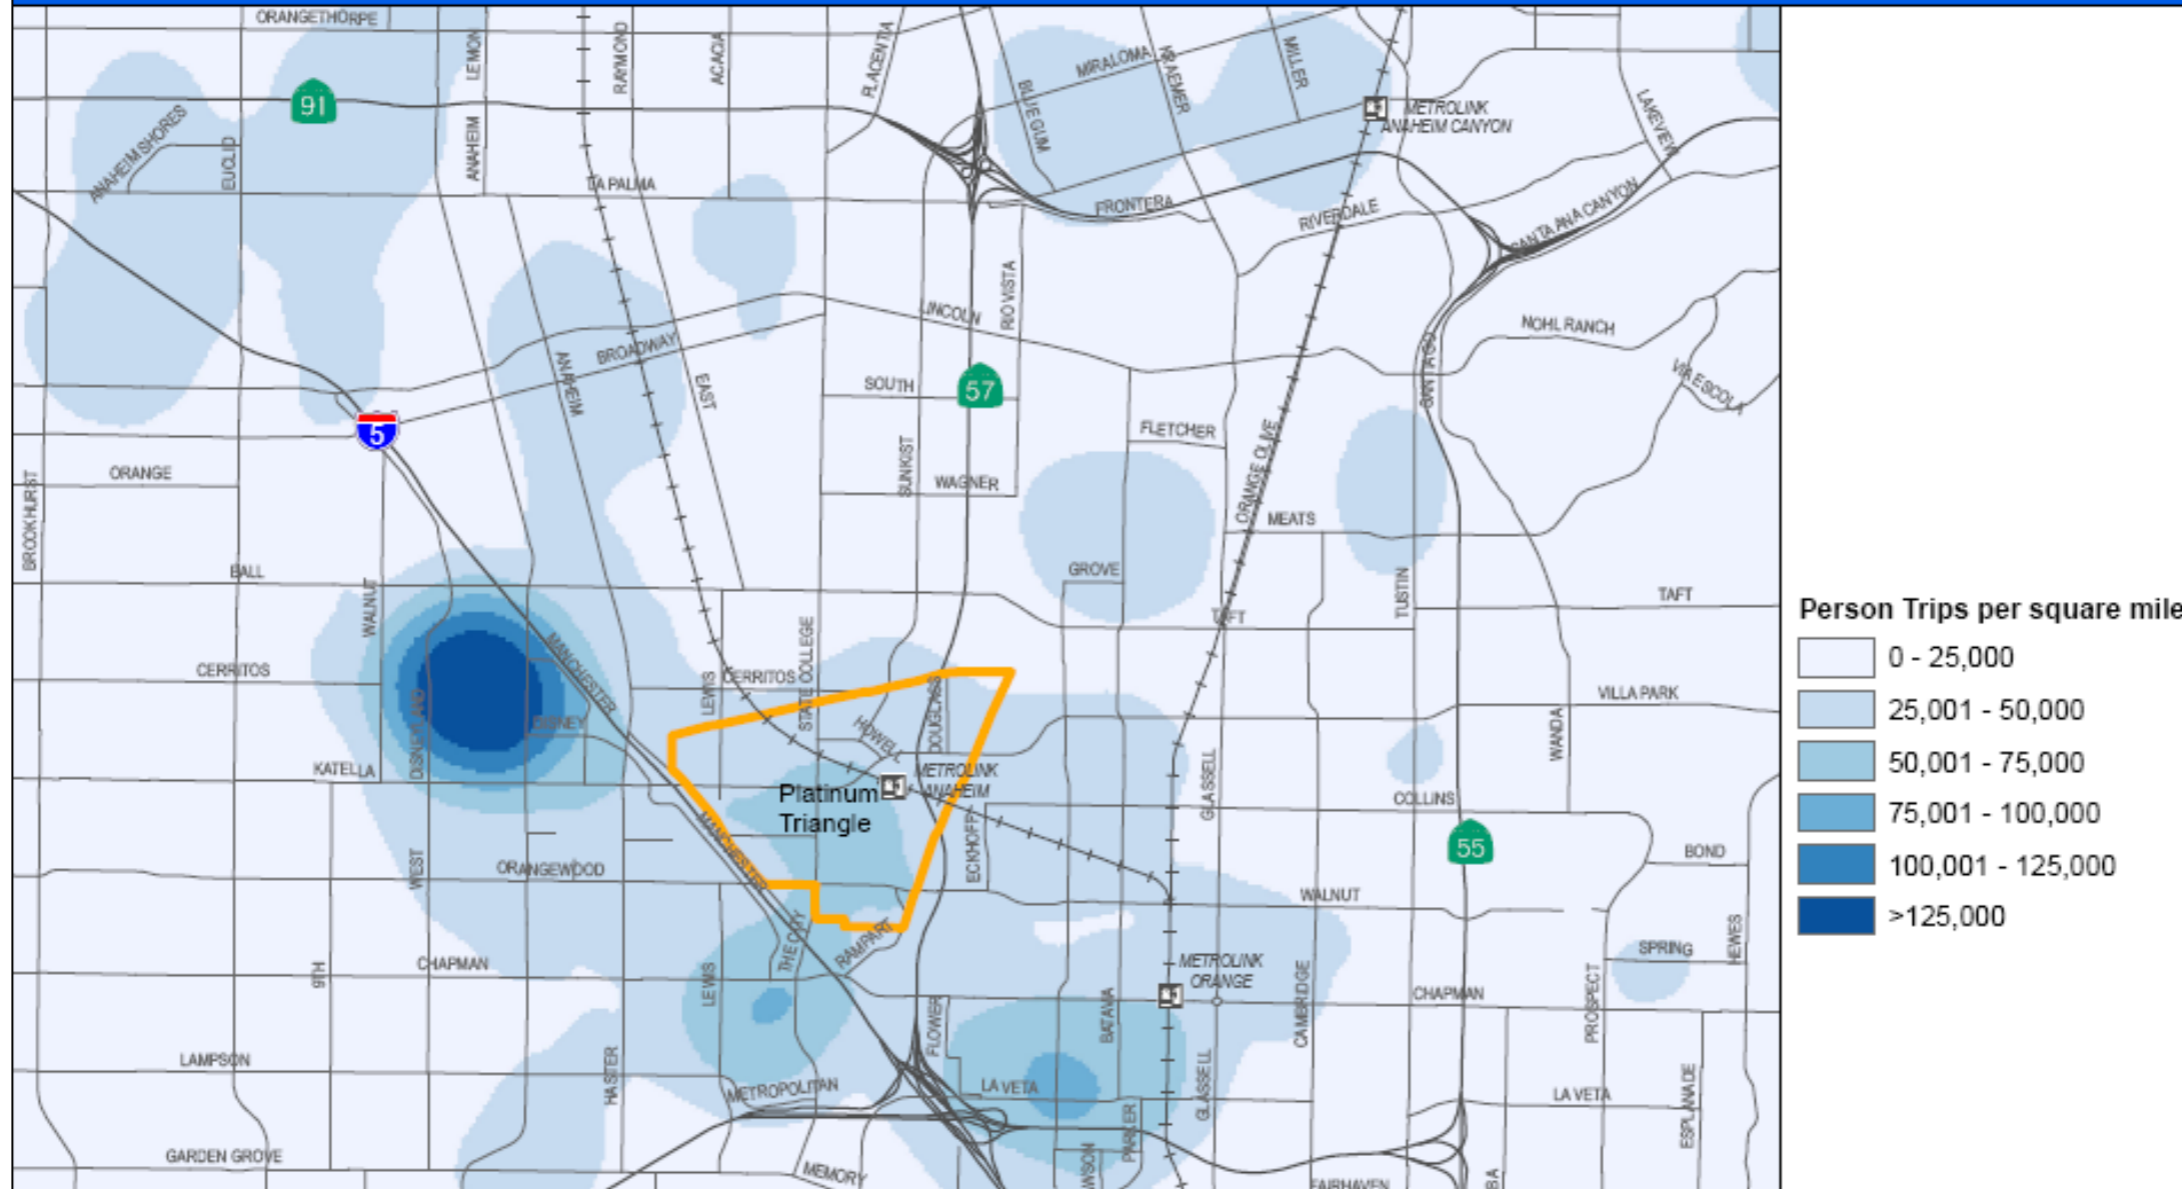 ORANGETHORPE
LEMON
RAYMOND
ACACIA
PLACENTIA
MIRALOMA
KRAEMER
MILLER
BLUE GUM
LAKEVIEW
91
METROLINK
ANAHEIM CANYON
ANAHEIM SHORES
EUCLID
ANAHEIM
LA PALMA
FRONTERA
RIVERDALE
SANTA ANA CANYON
LINCOLN
RIO VISTA
NOHL RANCH
BROADWAY
ANAHEIM
EAST
SOUTH
57
SANTIAGO
VIA ESCOLA
5
FLETCHER
ORANGE OLIVE
ORANGE
BROOKHURST
SUNKIST
WAGNER
MEATS
BALL
WALNUT
GROVE
TUSTIN
TAFT
TAFT
CERRITOS
MANCHESTER
LEWIS
CERRITOS
STATE COLLEGE
DOUGLASS
VILLA PARK
DISNEYLAND
DISNEY
HOWELL
WANDA
KATELLA
METROLINK
ANAHEIM
GLASSELL
COLLINS
Platinum
Triangle
MANCHESTER
ECKHOFF
55
BOND
WEST
ORANGEWOOD
WALNUT
THE CITY
RAMPART
SPRING
HEWES
9TH
CHAPMAN
LEWIS
METROLINK
ORANGE
CHAPMAN
FLOWER
BATAVIA
CAMBRIDGE
PROSPECT
LAMPSON
HASTER
METROPOLITAN
LA VETA
GLASSELL
LA VETA
ESPLANADE
PARKER
GARDEN GROVE
MEMORY
FAIRHAVEN
Person Trips per square mile
0 - 25,000
25,001 - 50,000
50,001 - 75,000
75,001 - 100,000
100,001 - 125,000
>125,000